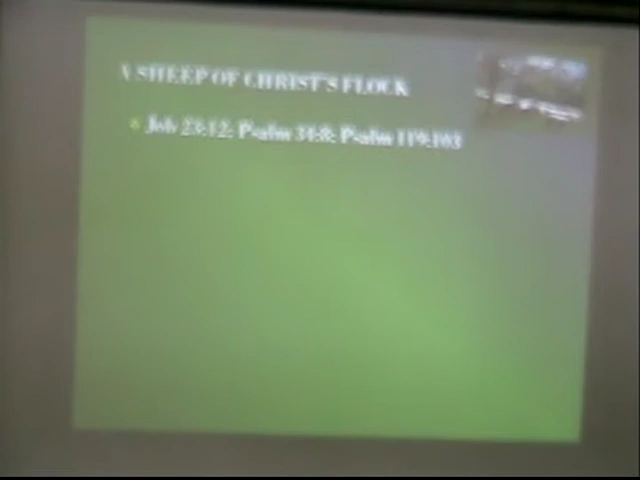 A SHEEP OF CHRIST'S FLOCK
Job 23:12; Psalm 34:8; Psalm 119:103